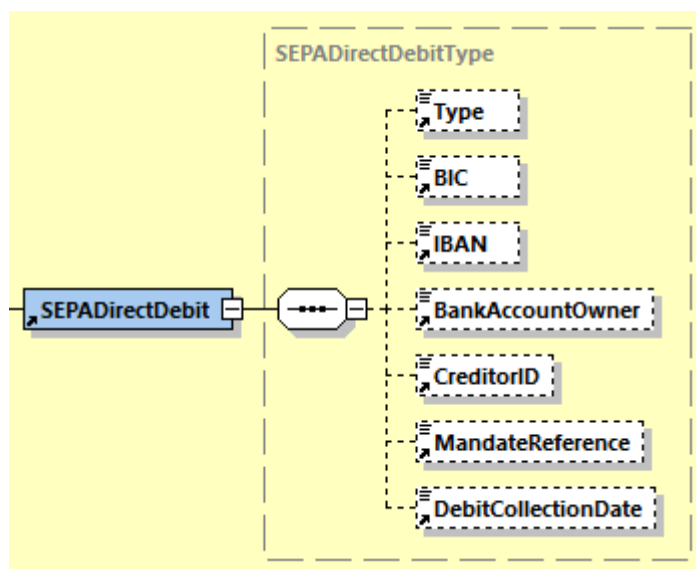 SEPADirectDebitType
Type
BIC
IBAN
SEPADirectDebit
BankAccountOwner
CreditorID
MandateReference
DebitCollectionDate